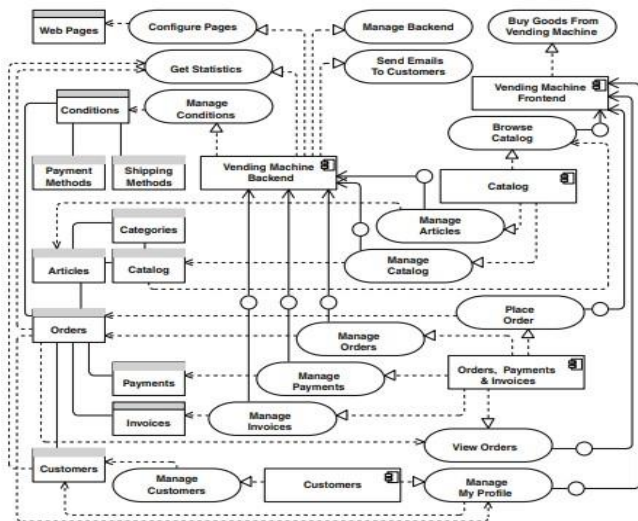 Web Pages
Configure Pages
Manage Backend
Buy Goods From
Vending Machine
Get Statistics
Send Emails
To Customers
Conditions
Manage
Conditions
Vending Machine
Frontend
Browse
Catalog
Payment
Methods
Shipping
Methods
Vending Machine
Backend
Catalog
Categories
Manage
Articles
Articles
Catalog
Manage
Catalog
Orders
Place
Order
Manage
Orders
Payments
Manage
Payments
Orders, Payments
& Invoices
Invoices
Manage
Invoices
View Orders
Customers
Manage
Customers
Customers
Manage
My Profile